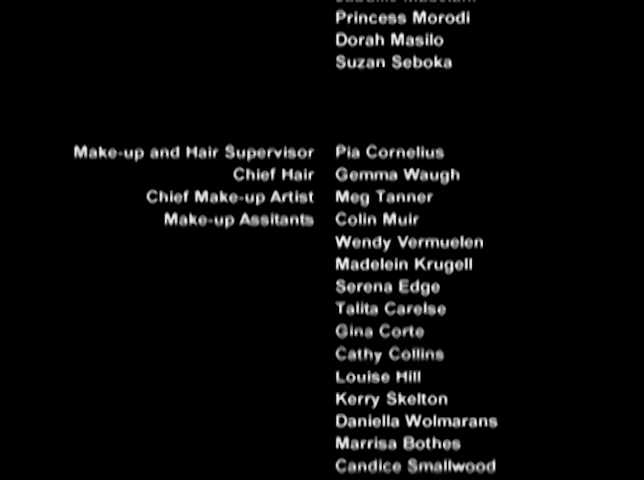 Princess Morodi
Dorah Masilo
Suzan Seboka
Make-up and Hair Supervisor Pia Cornelius
Chief Hair Gemma Waugh
Chief Make-up Artist Meg Tanner
Make-up Assitants Colin Muir
Wendy Vermuelen
Madelein Krugell
Serena Edge
Talita Carelse
Gina Corte
Cathy Collins
Louise Hill
Kerry Skelton
Daniella Wolmarans
Marrisa Bothes
Candice Smallwood